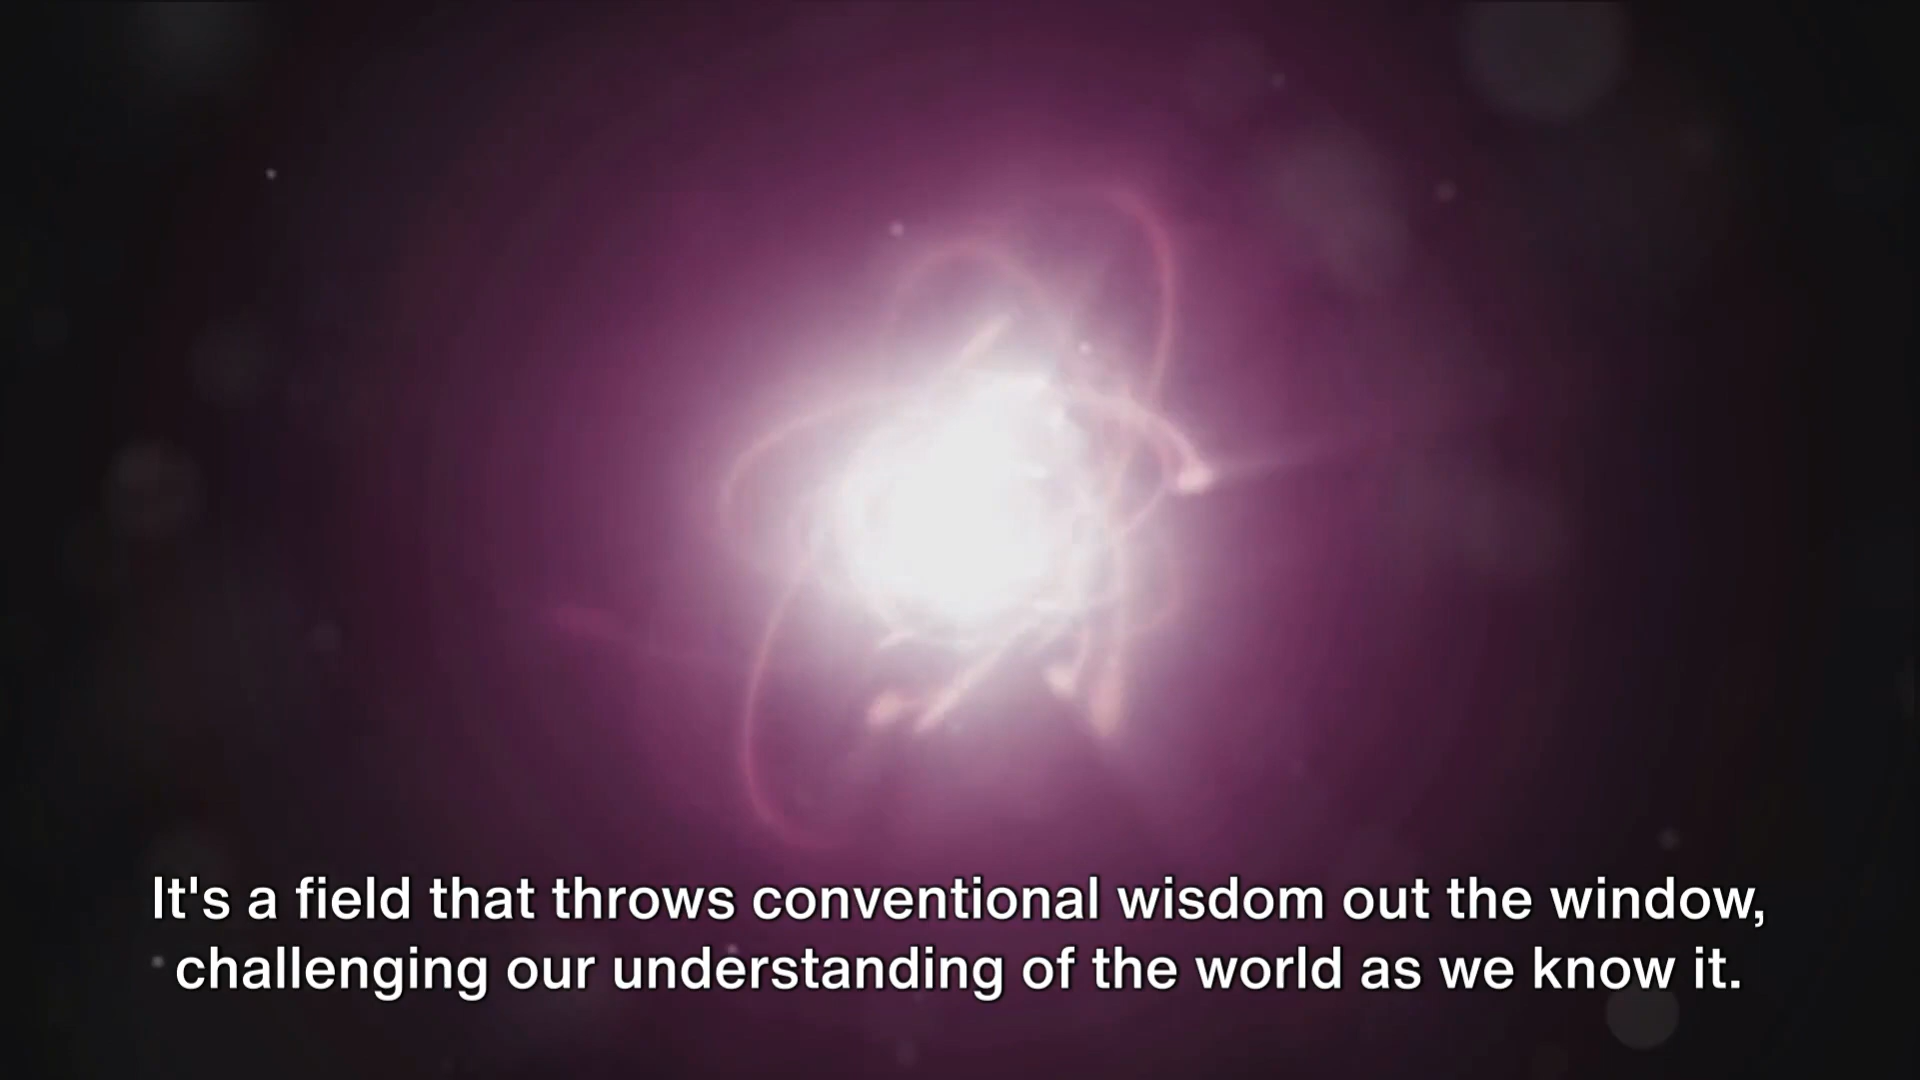 It's a field that throws conventional wisdom out the window,
challenging our understanding of the world as we know it.